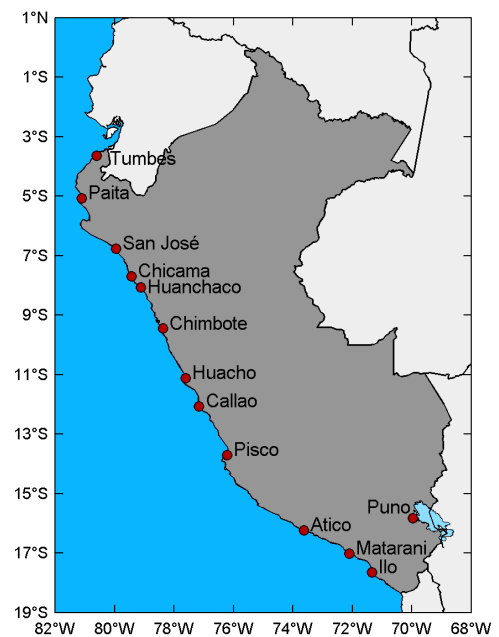 1°N
1°S
3°S
Tumbes
5°S
Paita
7°S
San José
Chicama
Huanchaco
9°S
Chimbote
11°S
Huacho
Callao
13°S
Pisco
15°S
Puno
Atico
17°S
Matarani
Ilo
19°S
82°W 80°W 78°W 76°W 74°W 72°W 70°W 68°W